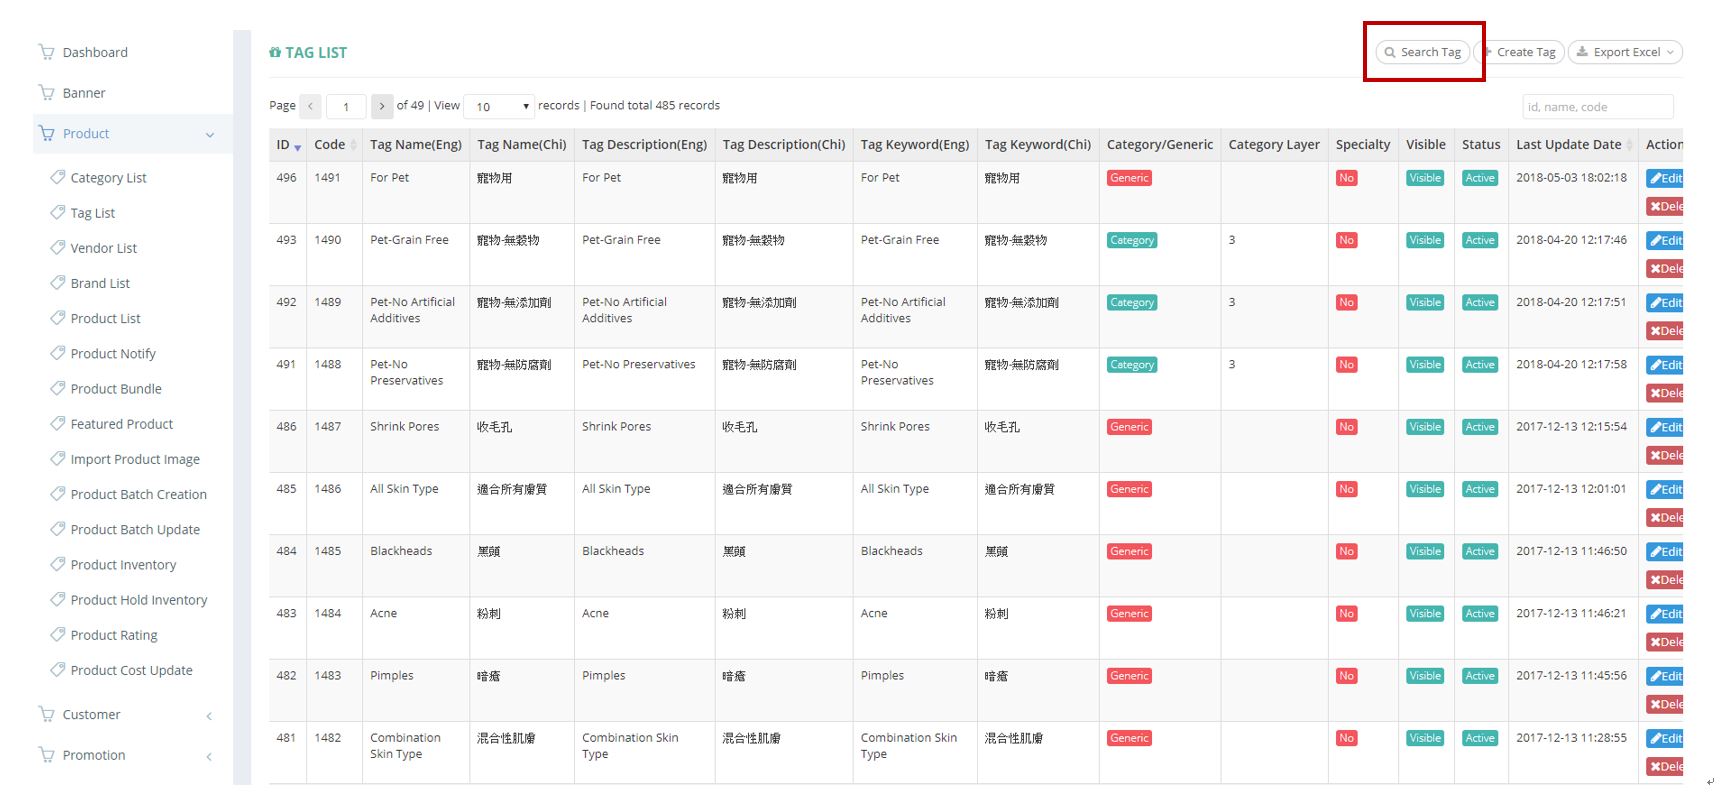 Dashboard
Banner
Product
Category List
Tag List
Vendor List
Brand List
Product List
Product Notify
Product Bundle
Featured Product
Import Product Image
Product Batch Creation
Product Batch Update
Product Inventory
Product Hold Inventory
Product Rating
Product Cost Update
Customer
Promotion
TAG LIST
Search Tag
Create Tag
Export Excel
Page 1 of 49 | View 10 records | Found total 485 records
id, name, code
ID Code Tag Name(Eng) Tag Name(Chi) Tag Description(Eng) Tag Description(Chi) Tag Keyword(Eng) Tag Keyword(Chi) Category/Generic Category Layer Specialty Visible Status Last Update Date Action
496 1491 For Pet 寵物用 For Pet 寵物用 For Pet 寵物用 Generic No Visible Active 2018-05-03 18:02:18 Edit
Dele
493 1490 Pet-Grain Free 寵物-無穀物 Pet-Grain Free 寵物-無穀物 Pet-Grain Free 寵物-無穀物 Category 3 No Visible Active 2018-04-20 12:17:46 Edit
Dele
492 1489 Pet-No Artificial 寵物-無添加劑 Pet-No Artificial 寵物-無添加劑 Pet-No Artificial 寵物-無添加劑 Category 3 No Visible Active 2018-04-20 12:17:51 Edit
Additives Additives Additives Dele
491 1488 Pet-No 寵物-無防腐劑 Pet-No Preservatives 寵物-無防腐劑 Pet-No 寵物-無防腐劑 Category 3 No Visible Active 2018-04-20 12:17:58 Edit
Preservatives Preservatives Dele
486 1487 Shrink Pores 收毛孔 Shrink Pores 收毛孔 Shrink Pores 收毛孔 Generic No Visible Active 2017-12-13 12:15:54 Edit
Dele
485 1486 All Skin Type 適合所有膚質 All Skin Type 適合所有膚質 All Skin Type 適合所有膚質 Generic No Visible Active 2017-12-13 12:01:01 Edit
Dele
484 1485 Blackheads 黑頭 Blackheads 黑頭 Blackheads 黑頭 Generic No Visible Active 2017-12-13 11:46:50 Edit
Dele
483 1484 Acne 粉刺 Acne 粉刺 Acne 粉刺 Generic No Visible Active 2017-12-13 11:46:21 Edit
Dele
482 1483 Pimples 暗瘡 Pimples 暗瘡 Pimples 暗瘡 Generic No Visible Active 2017-12-13 11:45:56 Edit
Dele
481 1482 Combination 混合性肌膚 Combination Skin 混合性肌膚 Combination Skin 混合性肌膚 Generic No Visible Active 2017-12-13 11:28:55 Edit
Skin Type Type Type Dele